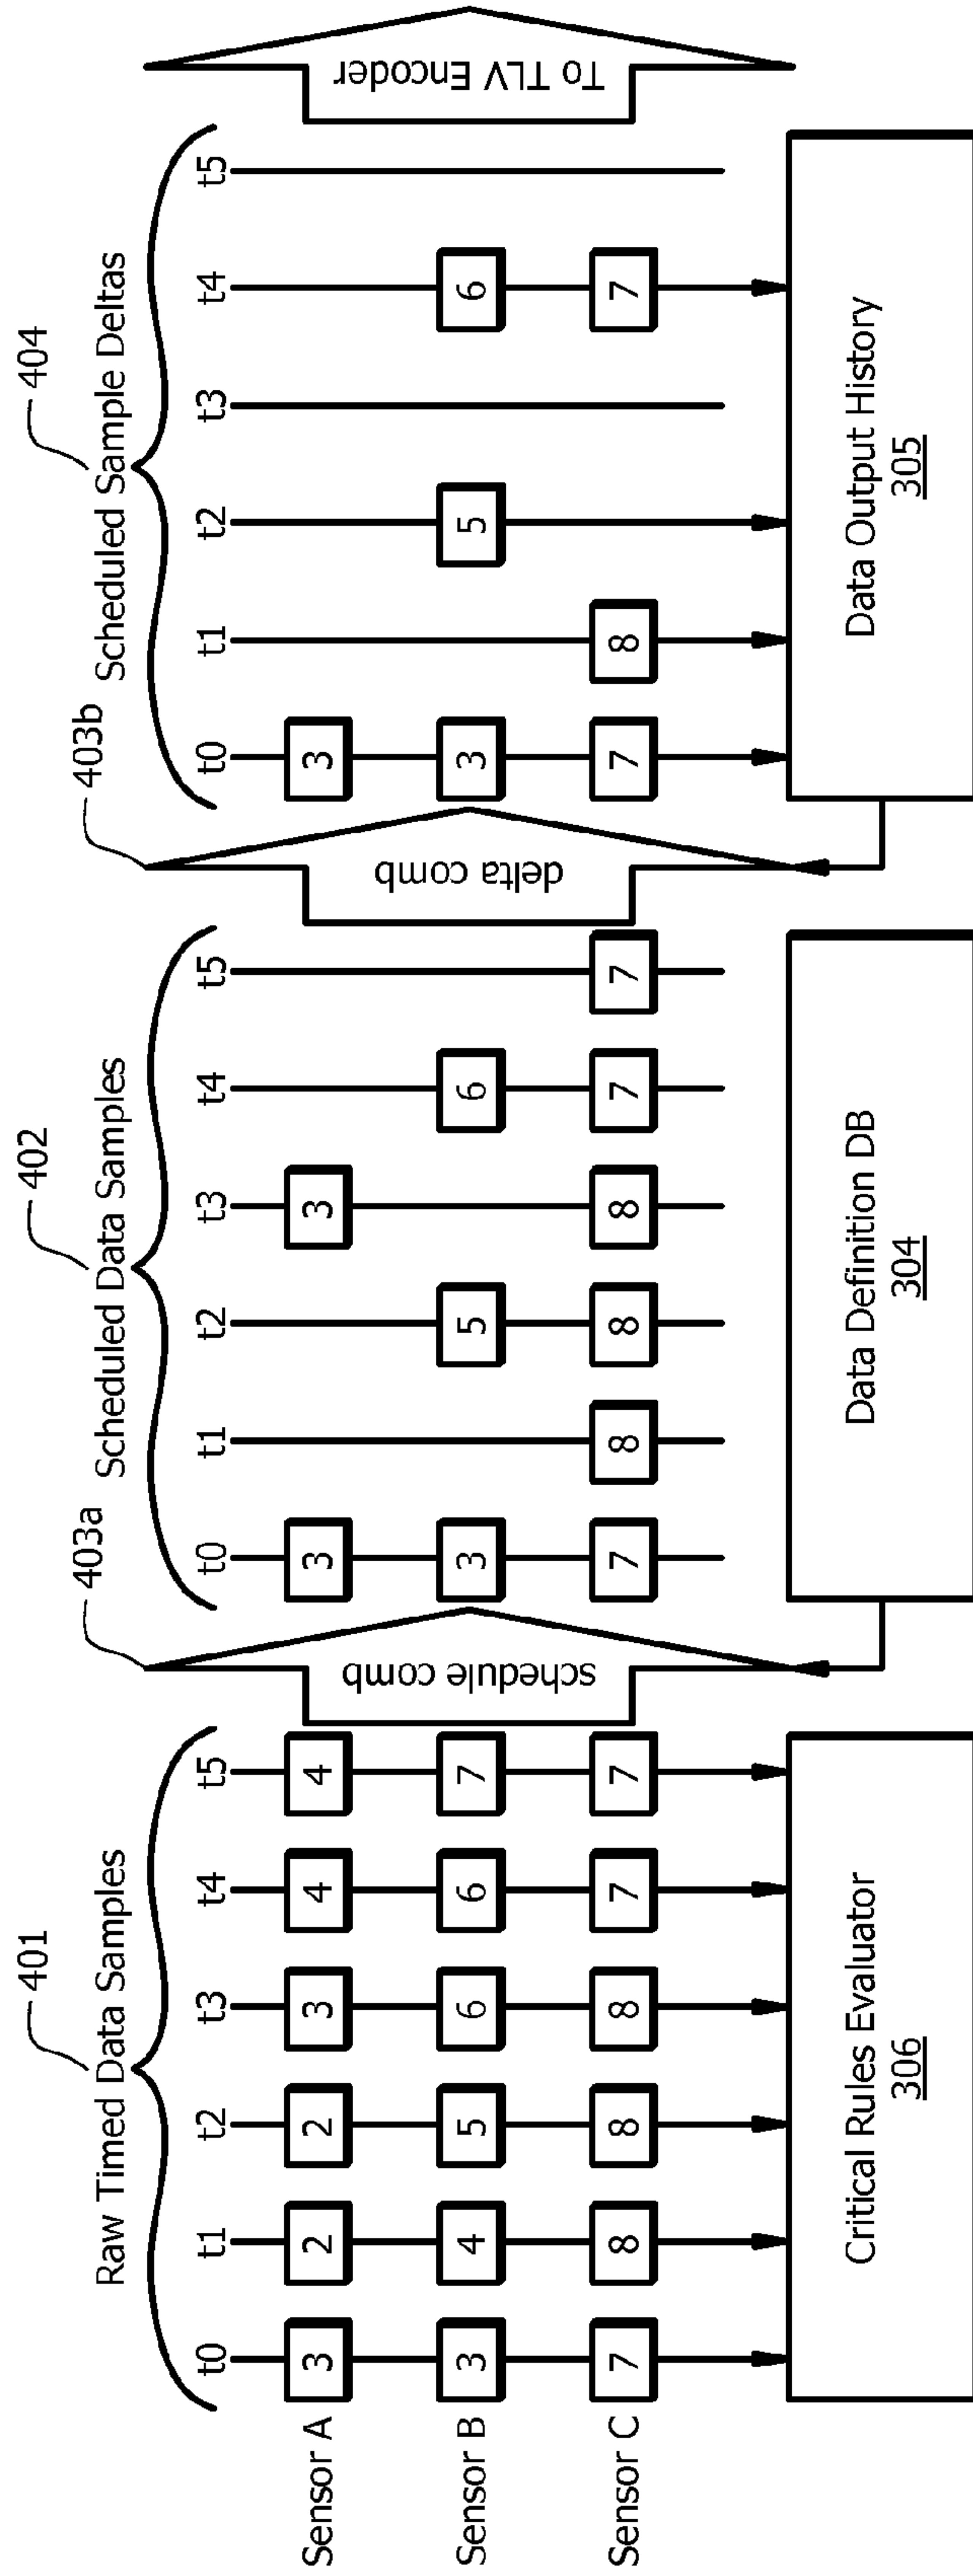 401
402
404
Raw Timed Data Samples
403a
Scheduled Data Samples
403b
Scheduled Sample Deltas
t0 t1 t2 t3 t4 t5
t0 t1 t2 t3 t4 t5
t0 t1 t2 t3 t4 t5
Sensor A
3 2 2 3 4 4
3 3
3
Sensor B
3 4 5 6 6 7
3 5 6
3 5 6
Sensor C
7 8 8 8 7 7
7 8 8 8 7 7
7 8 7
schedule comb
delta comb
To TLV Encoder
Critical Rules Evaluator
306
Data Definition DB
304
Data Output History
305